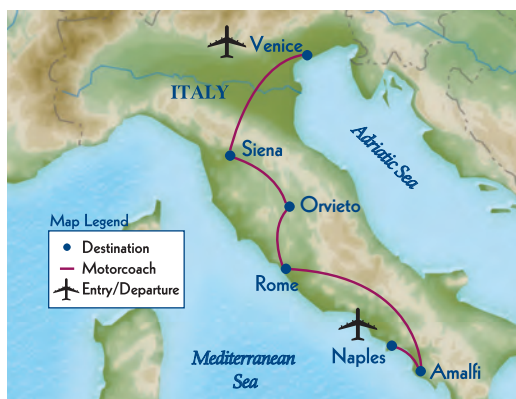 Venice
ITALY
Adriatic Sea
Siena
Orvieto
Map Legend
Destination
Motorcoach
Entry/Departure
Rome
Naples
Amalfi
Mediterranean
Sea